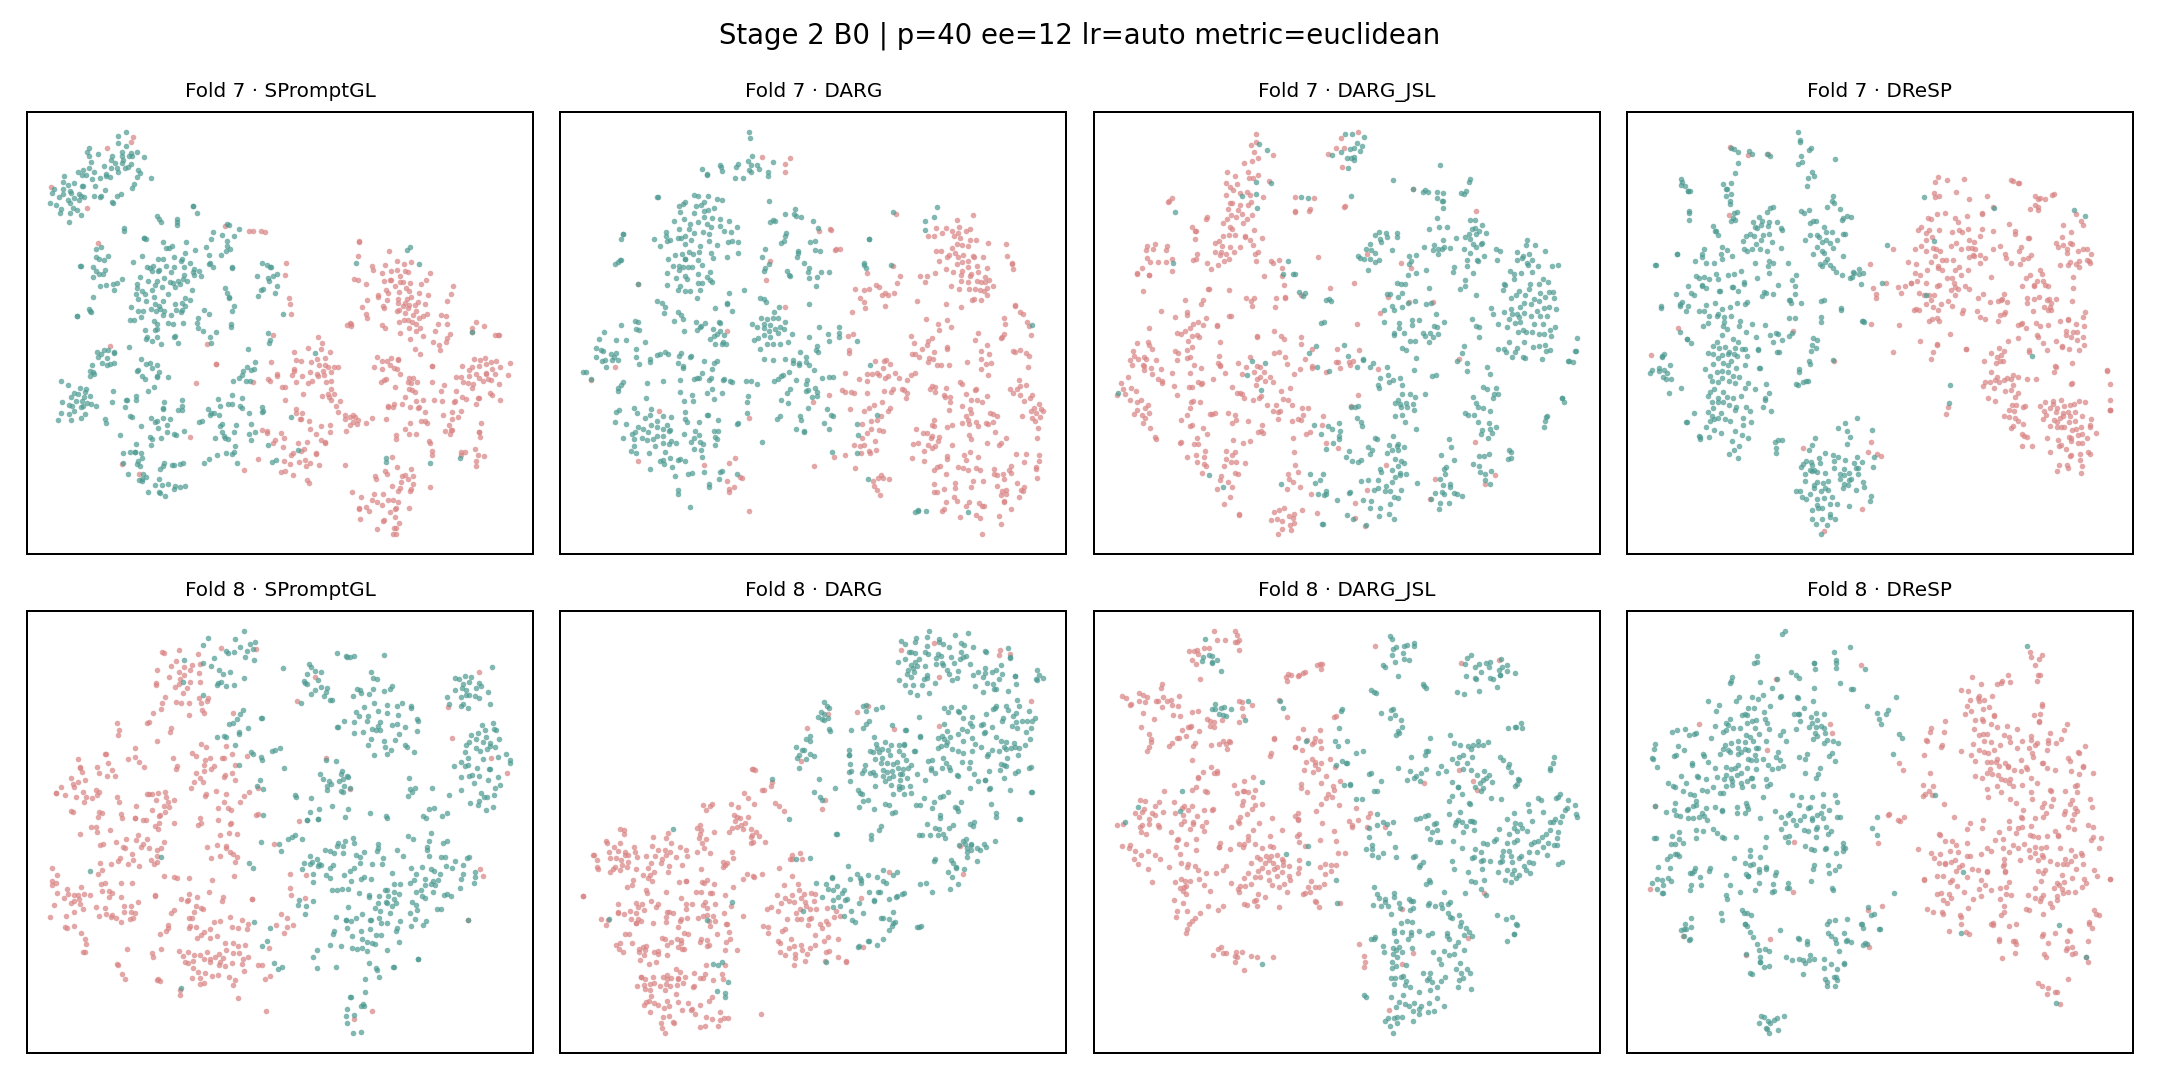 Stage 2 B0 | p=40 ee=12 lr=auto metric=euclidean
Fold 7 · SPromptGL
Fold 7 · DARG
Fold 7 · DARG_JSL
Fold 7 · DReSP
Fold 8 · SPromptGL
Fold 8 · DARG
Fold 8 · DARG_JSL
Fold 8 · DReSP